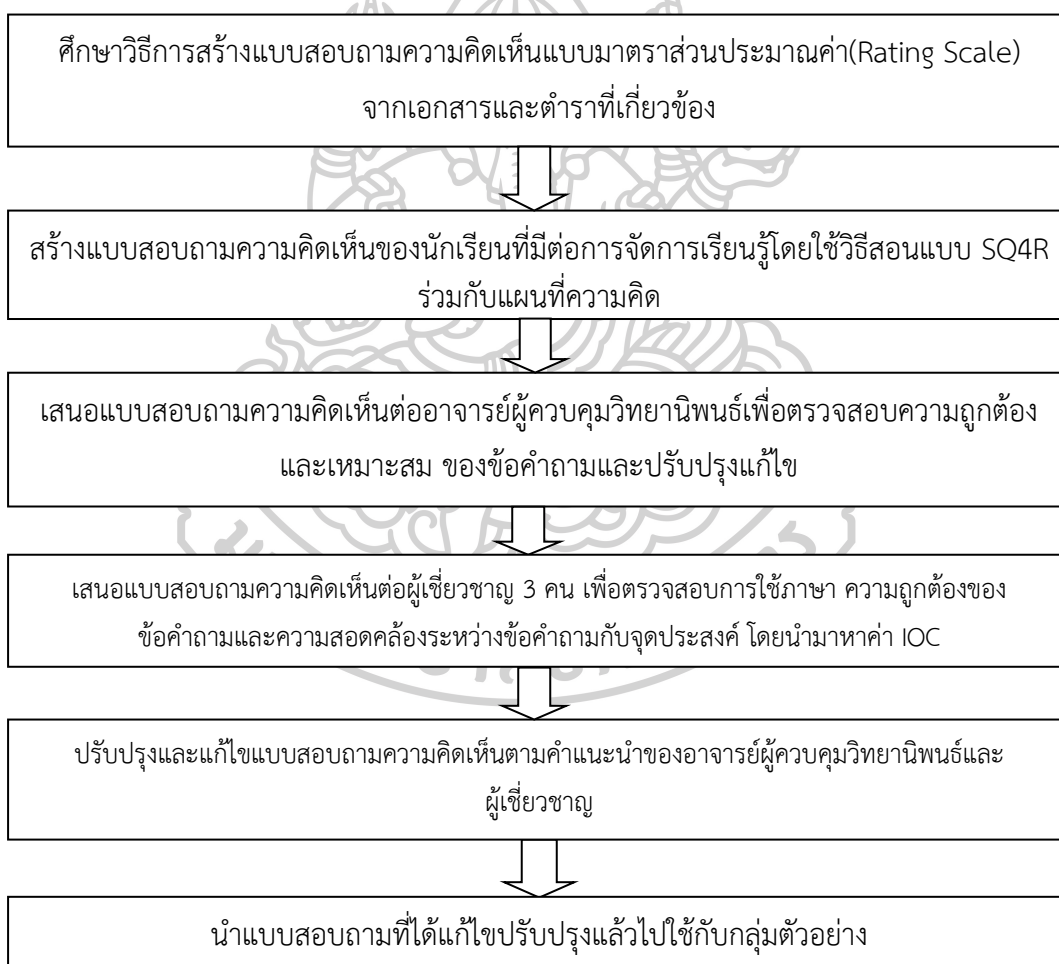 ศึกษาวิธีการสร้างแบบสอบถามความคิดเห็นแบบมาตราส่วนประมาณค่า(Rating Scale)
จากเอกสารและตำราที่เกี่ยวข้อง
สร้างแบบสอบถามความคิดเห็นของนักเรียนที่มีต่อการจัดการเรียนรู้โดยใช้วิธีสอนแบบ SQ4R
ร่วมกับแผนที่ความคิด
เสนอแบบสอบถามความคิดเห็นต่ออาจารย์ผู้ควบคุมวิทยานิพนธ์เพื่อตรวจสอบความถูกต้อง
และเหมาะสม ของข้อคำถามและปรับปรุงแก้ไข
เสนอแบบสอบถามความคิดเห็นต่อผู้เชี่ยวชาญ 3 คน เพื่อตรวจสอบการใช้ภาษา ความถูกต้องของ
ข้อคำถามและความสอดคล้องระหว่างข้อคำถามกับจุดประสงค์ โดยนำมาหาค่า IOC
ปรับปรุงและแก้ไขแบบสอบถามความคิดเห็นตามคำแนะนำของอาจารย์ผู้ควบคุมวิทยานิพนธ์และ
ผู้เชี่ยวชาญ
นำแบบสอบถามที่ได้แก้ไขปรับปรุงแล้วไปใช้กับกลุ่มตัวอย่าง